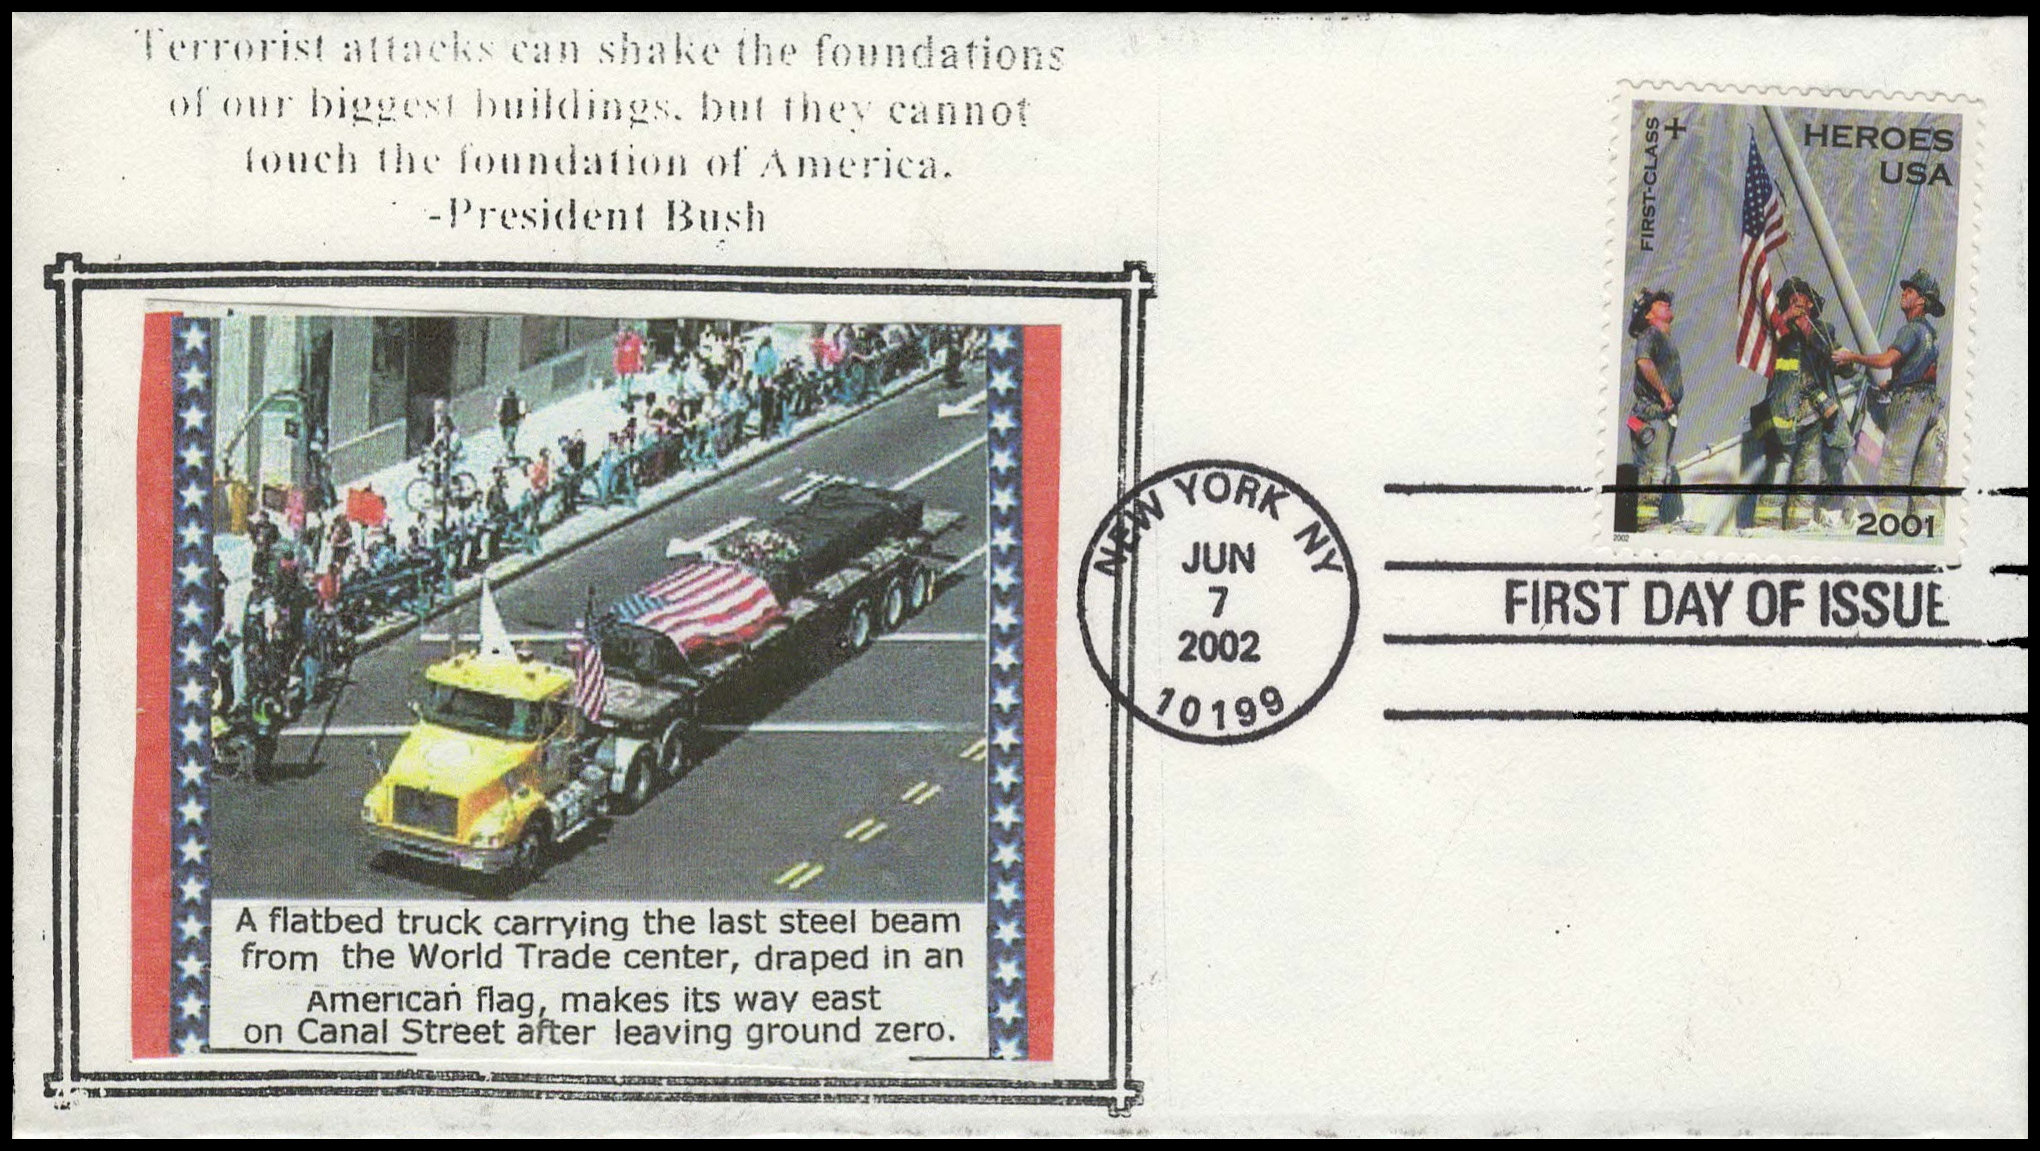 Terrorist attacks can shake the foundations
of our biggest buildings, but they cannot
touch the foundation of America.
-President Bush
FIRST-CLASS +
HEROES
USA
2001
2002
NEW YORK NY
JUN
7
2002
10199
FIRST DAY OF ISSUE
A flatbed truck carrying the last steel beam
from the World Trade center, draped in an
American flag, makes its way east
on Canal Street after leaving ground zero.